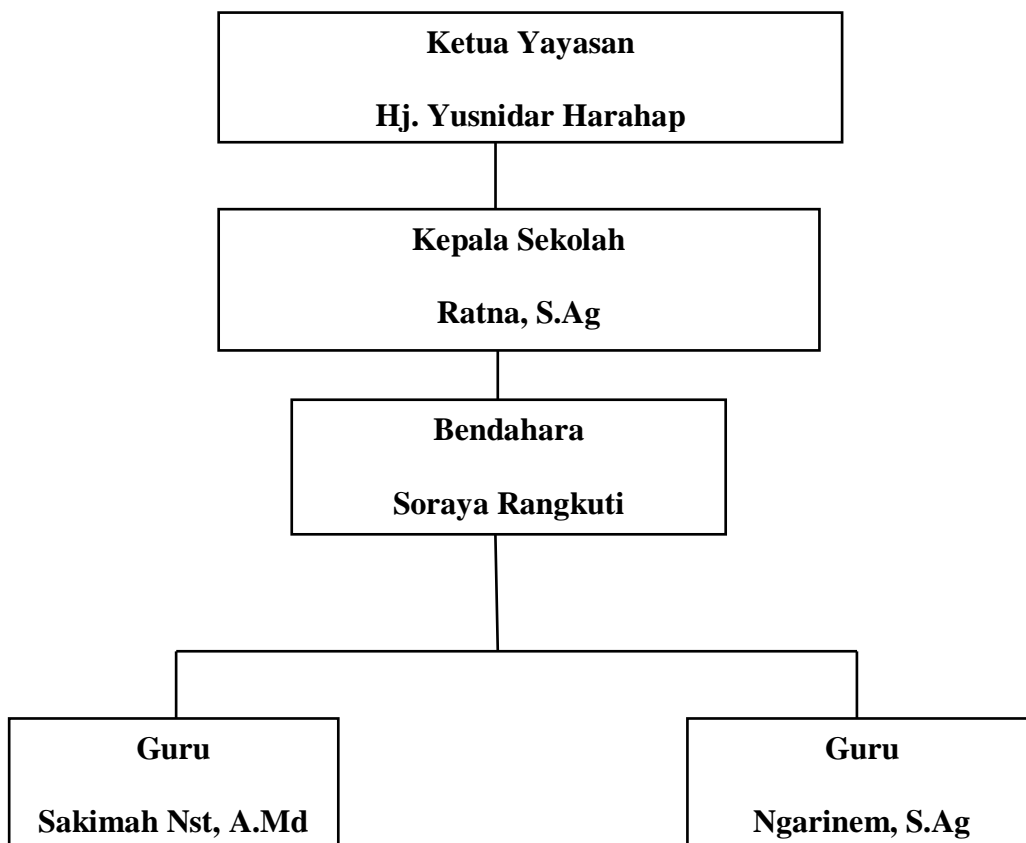 Ketua Yayasan
Hj. Yusnidar Harahap
Kepala Sekolah
Ratna, S.Ag
Bendahara
Soraya Rangkuti
Guru
Sakimah Nst, A.Md
Guru
Ngarinem, S.Ag